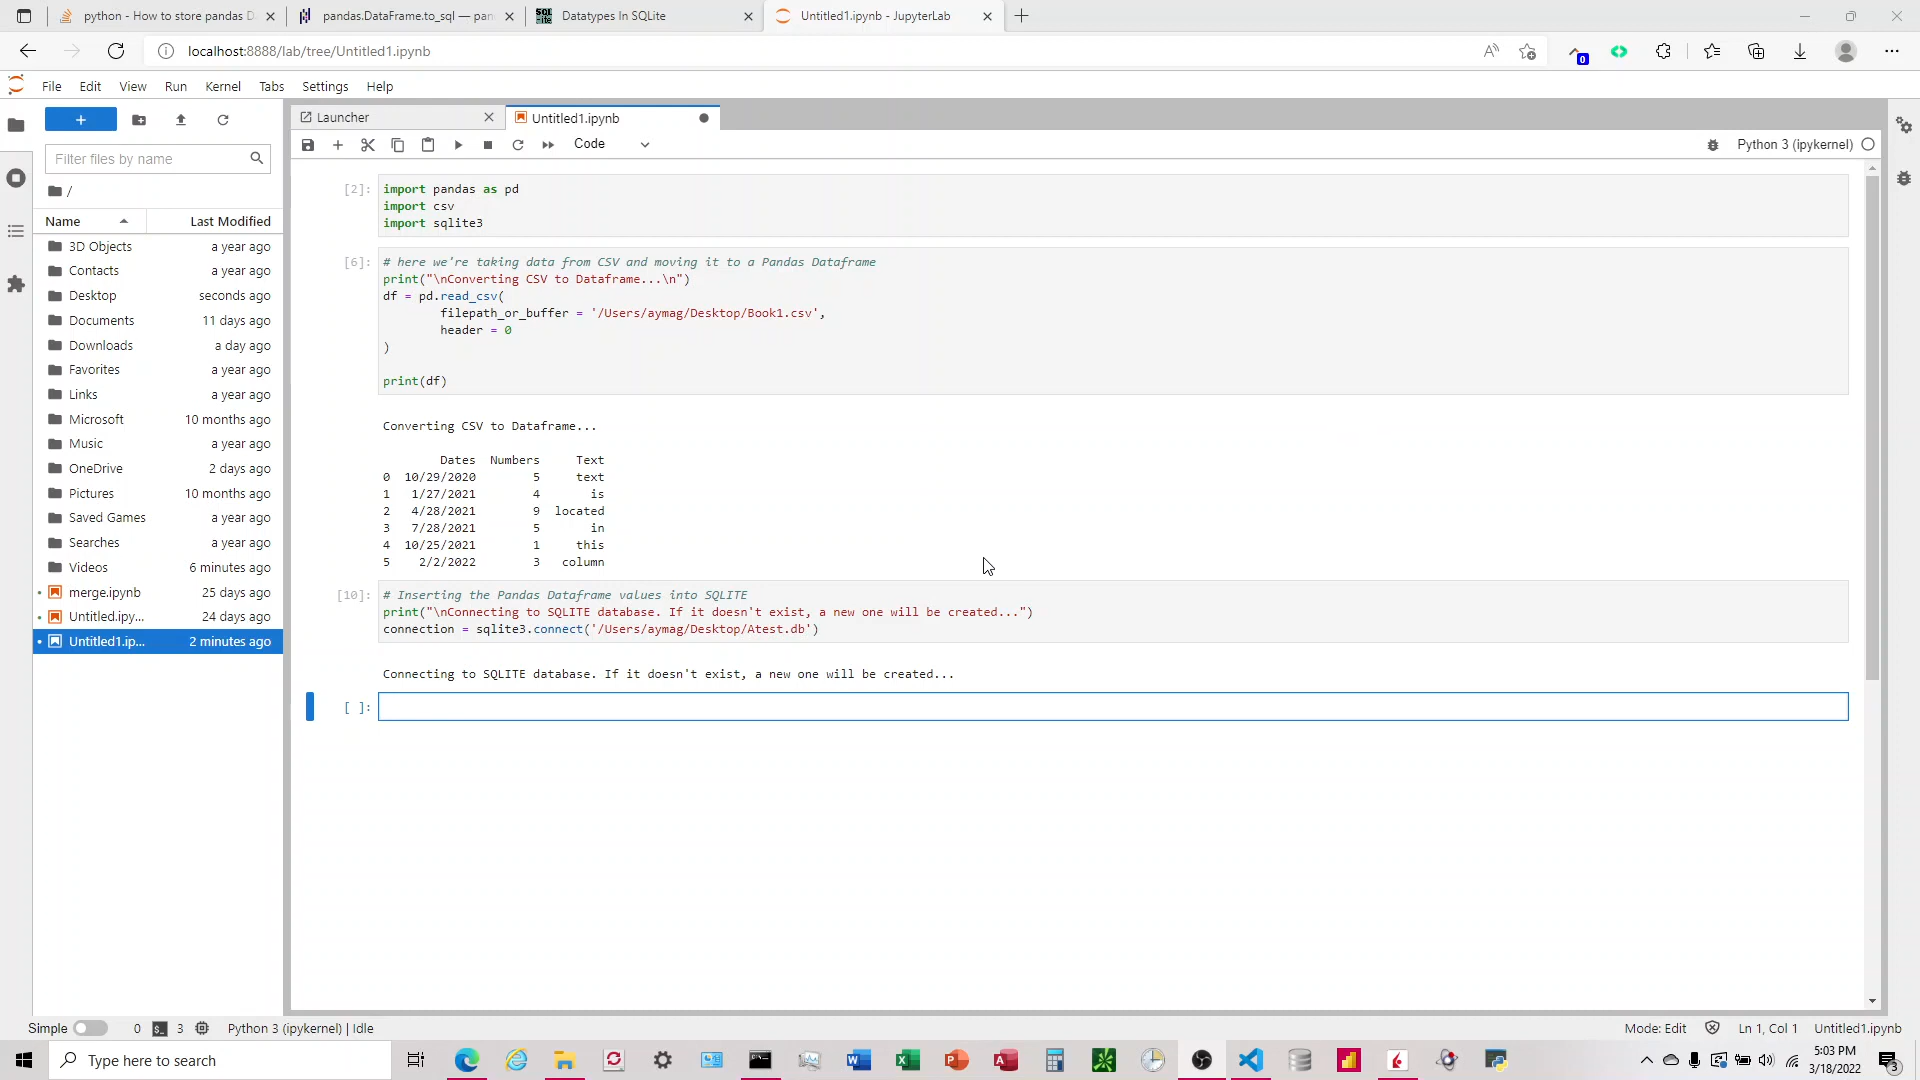 python - How to store pandas D
pandas.DataFrame.to_sql — pan
Datatypes In SQLite
Untitled1.ipynb - JupyterLab
localhost:8888/lab/tree/Untitled1.ipynb
0
File Edit View Run Kernel Tabs Settings Help
+
Filter files by name
/
Name Last Modified
3D Objects a year ago
Contacts a year ago
Desktop seconds ago
Documents 11 days ago
Downloads a day ago
Favorites a year ago
Links a year ago
Microsoft 10 months ago
Music a year ago
OneDrive 2 days ago
Pictures 10 months ago
Saved Games a year ago
Searches a year ago
Videos 6 minutes ago
merge.ipynb 25 days ago
Untitled.ipy... 24 days ago
Untitled1.ip... 2 minutes ago
Launcher
Untitled1.ipynb
Code
Python 3 (ipykernel)
[2]:
import pandas as pd
import csv
import sqlite3
[6]:
# here we're taking data from CSV and moving it to a Pandas Dataframe
print("\nConverting CSV to Dataframe...\n")
df = pd.read_csv(
filepath_or_buffer = '/Users/aymag/Desktop/Book1.csv',
header = 0
)
print(df)
Converting CSV to Dataframe...
Dates Numbers Text
0 10/29/2020 5 text
1 1/27/2021 4 is
2 4/28/2021 9 located
3 7/28/2021 5 in
4 10/25/2021 1 this
5 2/2/2022 3 column
[10]:
# Inserting the Pandas Dataframe values into SQLITE
print("\nConnecting to SQLITE database. If it doesn't exist, a new one will be created...")
connection = sqlite3.connect('/Users/aymag/Desktop/Atest.db')
Connecting to SQLITE database. If it doesn't exist, a new one will be created...
[ ]:
Simple 0 3 Python 3 (ipykernel) | Idle
Mode: Edit Ln 1, Col 1 Untitled1.ipynb
Type here to search
5:03 PM
3/18/2022
3